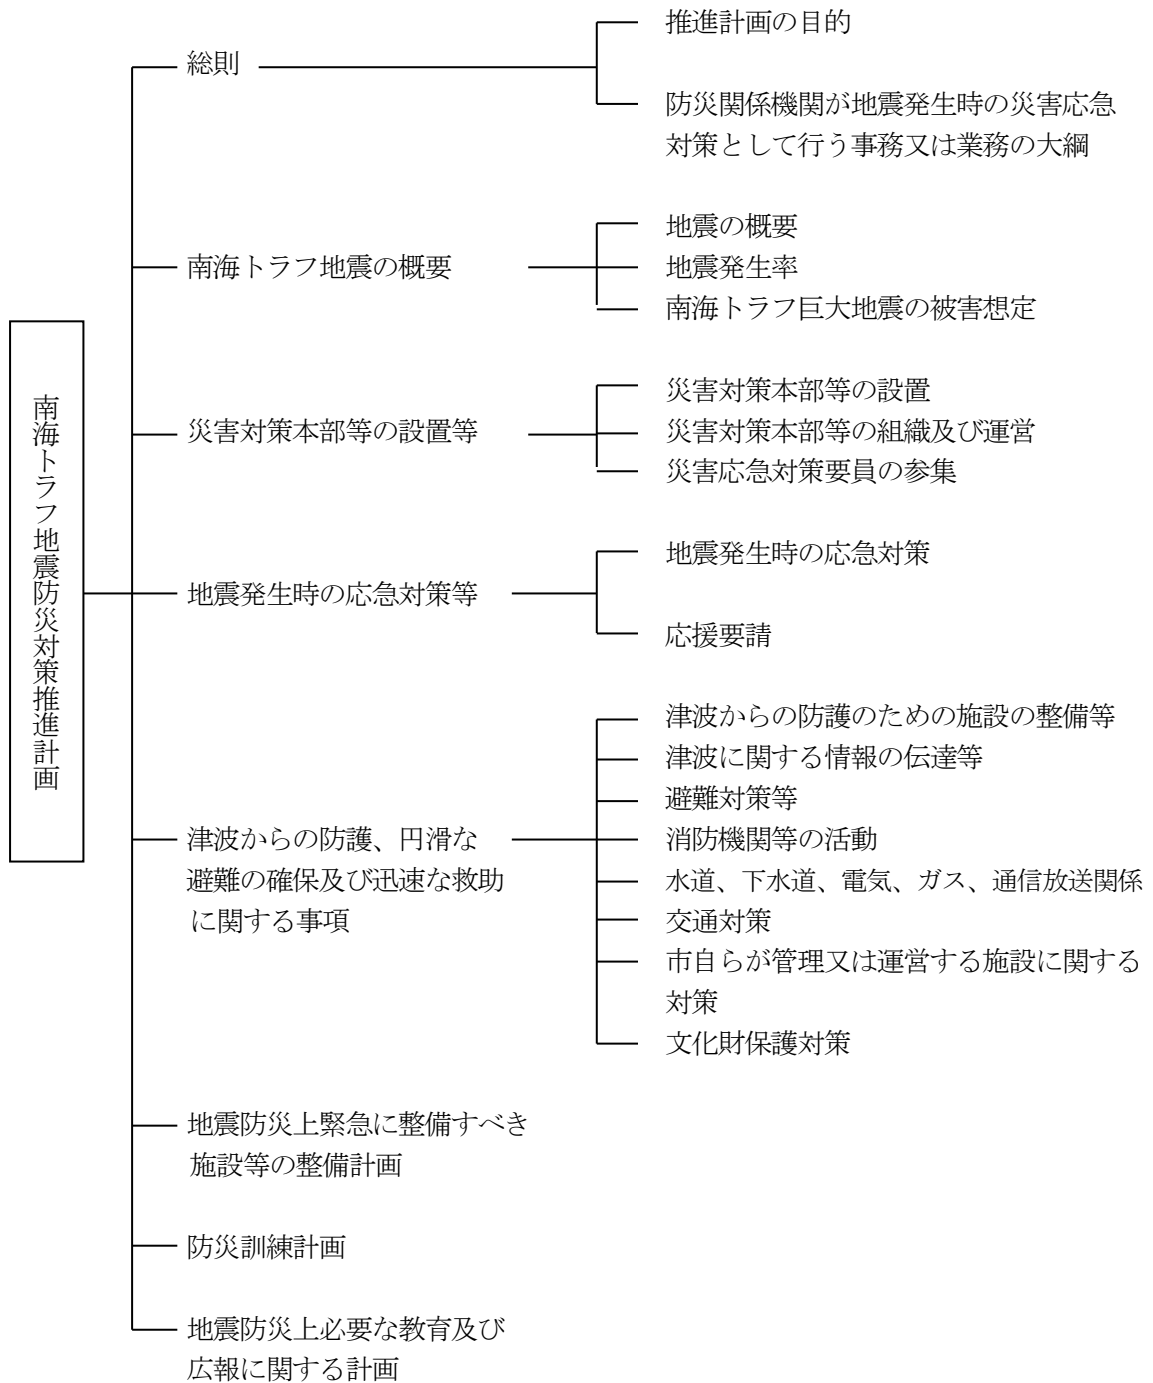 南海トラフ地震防災対策推進計画
総則
推進計画の目的
防災関係機関が地震発生時の災害応急
対策として行う事務又は業務の大綱
南海トラフ地震の概要
地震の概要
地震発生率
南海トラフ巨大地震の被害想定
災害対策本部等の設置等
災害対策本部等の設置
災害対策本部等の組織及び運営
災害応急対策要員の参集
地震発生時の応急対策等
地震発生時の応急対策
応援要請
津波からの防護、円滑な
避難の確保及び迅速な救助
に関する事項
津波からの防護のための施設の整備等
津波に関する情報の伝達等
避難対策等
消防機関等の活動
水道、下水道、電気、ガス、通信放送関係
交通対策
市自らが管理又は運営する施設に関する
対策
文化財保護対策
地震防災上緊急に整備すべき
施設等の整備計画
防災訓練計画
地震防災上必要な教育及び
広報に関する計画